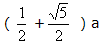 ( 1/2 + √5/2 ) a